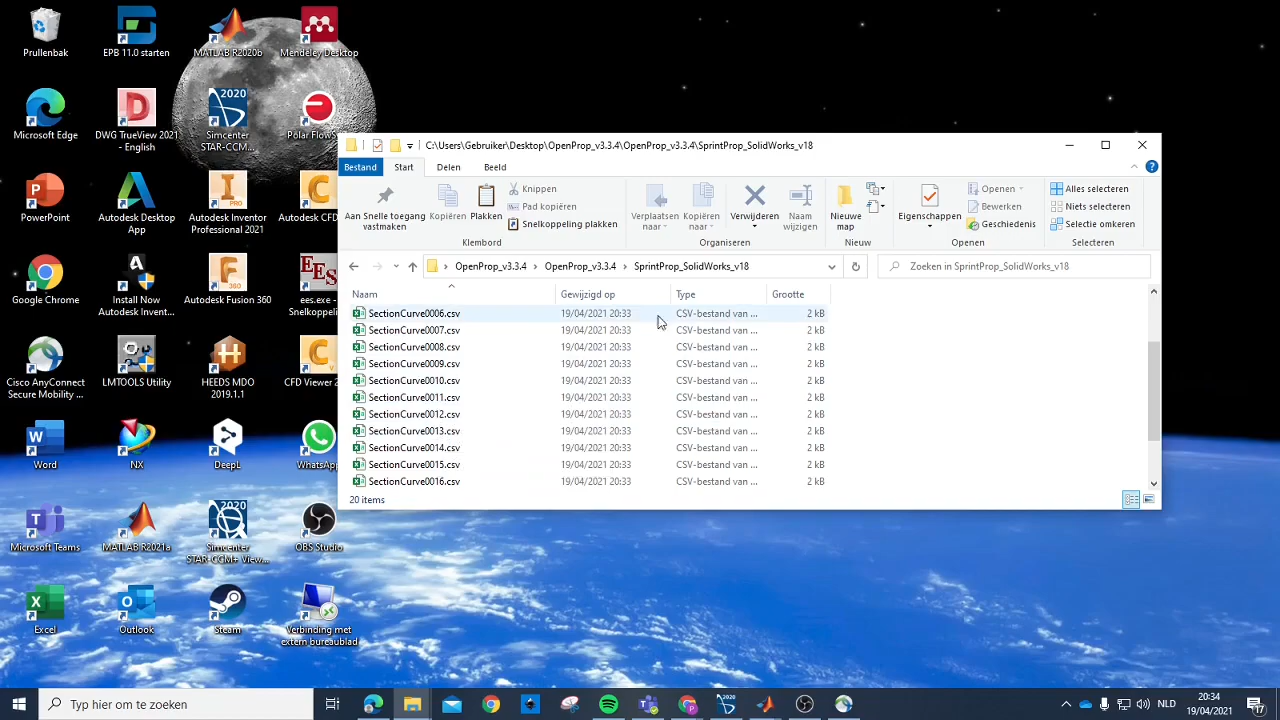 Prullenbak
EPB 11.0 starten
MATLAB R2020b
Mendeley Desktop
Microsoft Edge
DWG TrueView 2021
- English
2020
Simcenter
STAR-CCM...
Polar FlowS
C:\Users\Gebruiker\Desktop\OpenProp_v3.3.4\OpenProp_v3.3.4\SprintProp_SolidWorks_v18
Bestand
Start
Delen
Beeld
Aan Snelle toegang
vastmaken
Kopiëren
Plakken
Knippen
Pad kopiëren
Snelkoppeling plakken
Klembord
Verplaatsen
naar
Kopiëren
naar
Verwijderen
Naam
wijzigen
Organiseren
Nieuwe
map
Nieuw
Eigenschappen
Openen
Bewerken
Geschiedenis
Openen
Alles selecteren
Niets selecteren
Selectie omkeren
Selecteren
PowerPoint
Autodesk Desktop
App
Autodesk Inventor
Professional 2021
PRO
Autodesk CFD
OpenProp_v3.3.4
OpenProp_v3.3.4
SprintProp_SolidWorks_v18
Zoeken in SprintProp_SolidWorks_v18
Naam
Gewijzigd op
Type
Grootte
SectionCurve0006.csv 19/04/2021 20:33 CSV-bestand van ... 2 kB
SectionCurve0007.csv 19/04/2021 20:33 CSV-bestand van ... 2 kB
SectionCurve0008.csv 19/04/2021 20:33 CSV-bestand van ... 2 kB
SectionCurve0009.csv 19/04/2021 20:33 CSV-bestand van ... 2 kB
SectionCurve0010.csv 19/04/2021 20:33 CSV-bestand van ... 2 kB
SectionCurve0011.csv 19/04/2021 20:33 CSV-bestand van ... 2 kB
SectionCurve0012.csv 19/04/2021 20:33 CSV-bestand van ... 2 kB
SectionCurve0013.csv 19/04/2021 20:33 CSV-bestand van ... 2 kB
SectionCurve0014.csv 19/04/2021 20:33 CSV-bestand van ... 2 kB
SectionCurve0015.csv 19/04/2021 20:33 CSV-bestand van ... 2 kB
SectionCurve0016.csv 19/04/2021 20:33 CSV-bestand van ... 2 kB
20 items
Google Chrome
Install Now
Autodesk Invent...
Autodesk Fusion 360
EES
ees.exe -
Snelkoppeli
Cisco AnyConnect
Secure Mobility ...
LMTOOLS Utility
HEEDS MDO
2019.1.1
CFD Viewer 2
Word
NX
DeepL
WhatsApp
Microsoft Teams
MATLAB R2021a
2020
Simcenter
STAR-CCM+ View...
OBS Studio
Excel
Outlook
Steam
Verbinding met
extern bureaublad
Typ hier om te zoeken
2020
NLD
20:34
19/04/2021
17